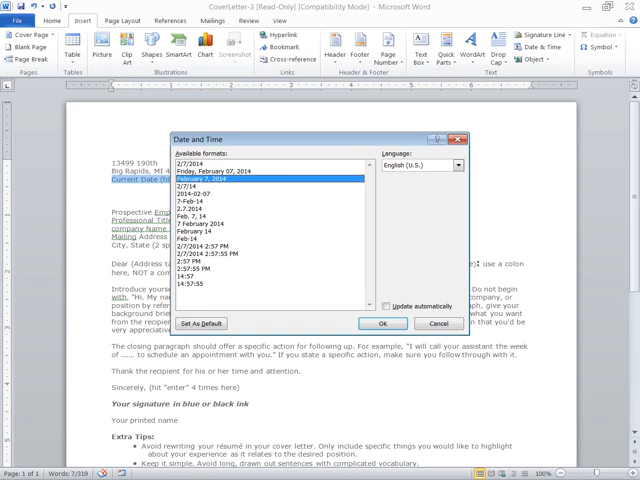 CoverLetter-3 [Read-Only] [Compatibility Mode] - Microsoft Word
File Home Insert Page Layout References Mailings Review View
Cover Page
Blank Page
Page Break
Pages
Table
Tables
Picture Clip Art Shapes SmartArt Chart Screenshot
Illustrations
Hyperlink
Bookmark
Cross-reference
Links
Header Footer Page Number
Header & Footer
Text Box Quick Parts WordArt Drop Cap
Signature Line
Date & Time
Object
Text
Equation
Symbol
Symbols
13499 190th
Big Rapids, MI 4
Current Date (hi
Prospective Emp
Professional Title
company Name
Mailing Address
City, State (2 sp
Date and Time
Available formats:
2/7/2014
Friday, February 07, 2014
February 7, 2014
2/7/14
2014-02-07
7-Feb-14
2.7.2014
Feb. 7, 14
7 February 2014
February 14
Feb-14
2/7/2014 2:57 PM
2/7/2014 2:57:55 PM
2:57 PM
2:57:55 PM
14:57
14:57:55
Language:
English (U.S.)
Update automatically
Set As Default
OK
Cancel
Dear (Address ta
e): use a colon
here, NOT a com
Introduce yourse
Do not begin
with, "Hi. My nam
ompany, or
position by refer
graph, give your
background brief
what you want
from the recipien
n that you'd be
very appreciative
The closing paragraph should offer a specific action for following up. For example, "I will call your assistant the week
of ...... to schedule an appointment with you." If you state a specific action, make sure you follow through with it.
Thank the recipient for his or her time and attention.
Sincerely, (hit "enter" 4 times here)
Your signature in blue or black ink
Your printed name
Extra Tips:
• Avoid rewriting your résumé in your cover letter. Only include specific things you would like to highlight
about your experience as it relates to the desired position.
• Keep it simple. Avoid long, drawn out sentences with complicated vocabulary.
Page: 1 of 1 Words: 7/319 100%